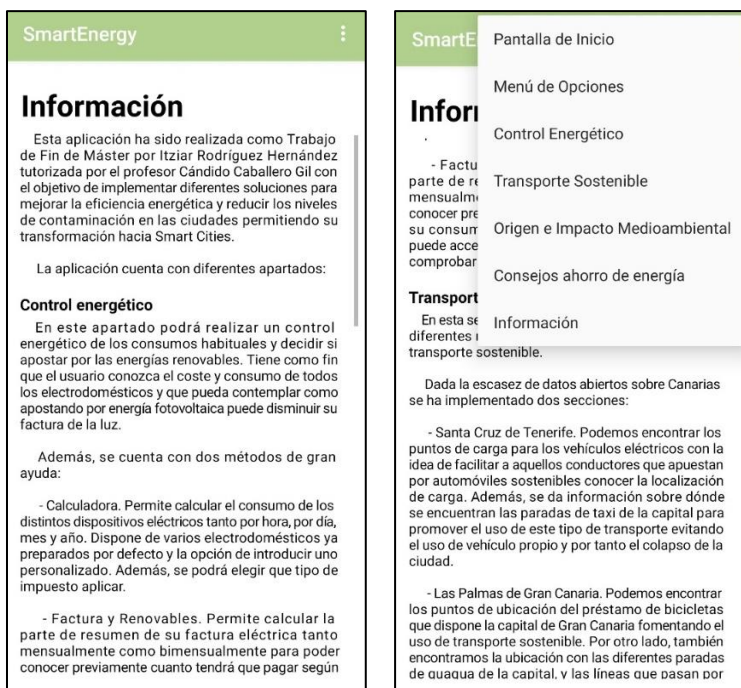 SmartEnergy
Información
Esta aplicación ha sido realizada como Trabajo
de Fin de Máster por Itziar Rodríguez Hernández
tutorizada por el profesor Cándido Caballero Gil con
el objetivo de implementar diferentes soluciones para
mejorar la eficiencia energética y reducir los niveles
de contaminación en las ciudades permitiendo su
transformación hacia Smart Cities.
La aplicación cuenta con diferentes apartados:
Control energético
En este apartado podrá realizar un control
energético de los consumos habituales y decidir si
apostar por las energías renovables. Tiene como fin
que el usuario conozca el coste y consumo de todos
los electrodomésticos y que pueda contemplar como
apostando por energía fotovoltaica puede disminuir su
factura de la luz.
Además, se cuenta con dos métodos de gran
ayuda:
- Calculadora. Permite calcular el consumo de los
distintos dispositivos eléctricos tanto por hora, por día,
mes y año. Dispone de varios electrodomésticos ya
preparados por defecto y la opción de introducir uno
personalizado. Además, se podrá elegir que tipo de
impuesto aplicar.
- Factura y Renovables. Permite calcular la
parte de resumen de su factura eléctrica tanto
mensualmente como bimensualmente para poder
conocer previamente cuanto tendrá que pagar según
SmartE
Pantalla de Inicio
Menú de Opciones
Control Energético
Transporte Sostenible
Origen e Impacto Medioambiental
Consejos ahorro de energía
Información
Infor
- Factu
parte de re
mensualm
conocer pre
su consum
puede acce
comprobar
Transport
En esta se
diferentes
transporte sostenible.
Dada la escasez de datos abiertos sobre Canarias
se ha implementado dos secciones:
- Santa Cruz de Tenerife. Podemos encontrar los
puntos de carga para los vehículos eléctricos con la
idea de facilitar a aquellos conductores que apuestan
por automóviles sostenibles conocer la localización
de carga. Además, se da información sobre dónde
se encuentran las paradas de taxi de la capital para
promover el uso de este tipo de transporte evitando
el uso de vehículo propio y por tanto el colapso de la
ciudad.
- Las Palmas de Gran Canaria. Podemos encontrar
los puntos de ubicación del préstamo de bicicletas
que dispone la capital de Gran Canaria fomentando el
uso de transporte sostenible. Por otro lado, también
encontramos la ubicación con las diferentes paradas
de guagua de la capital, y las líneas que pasan por